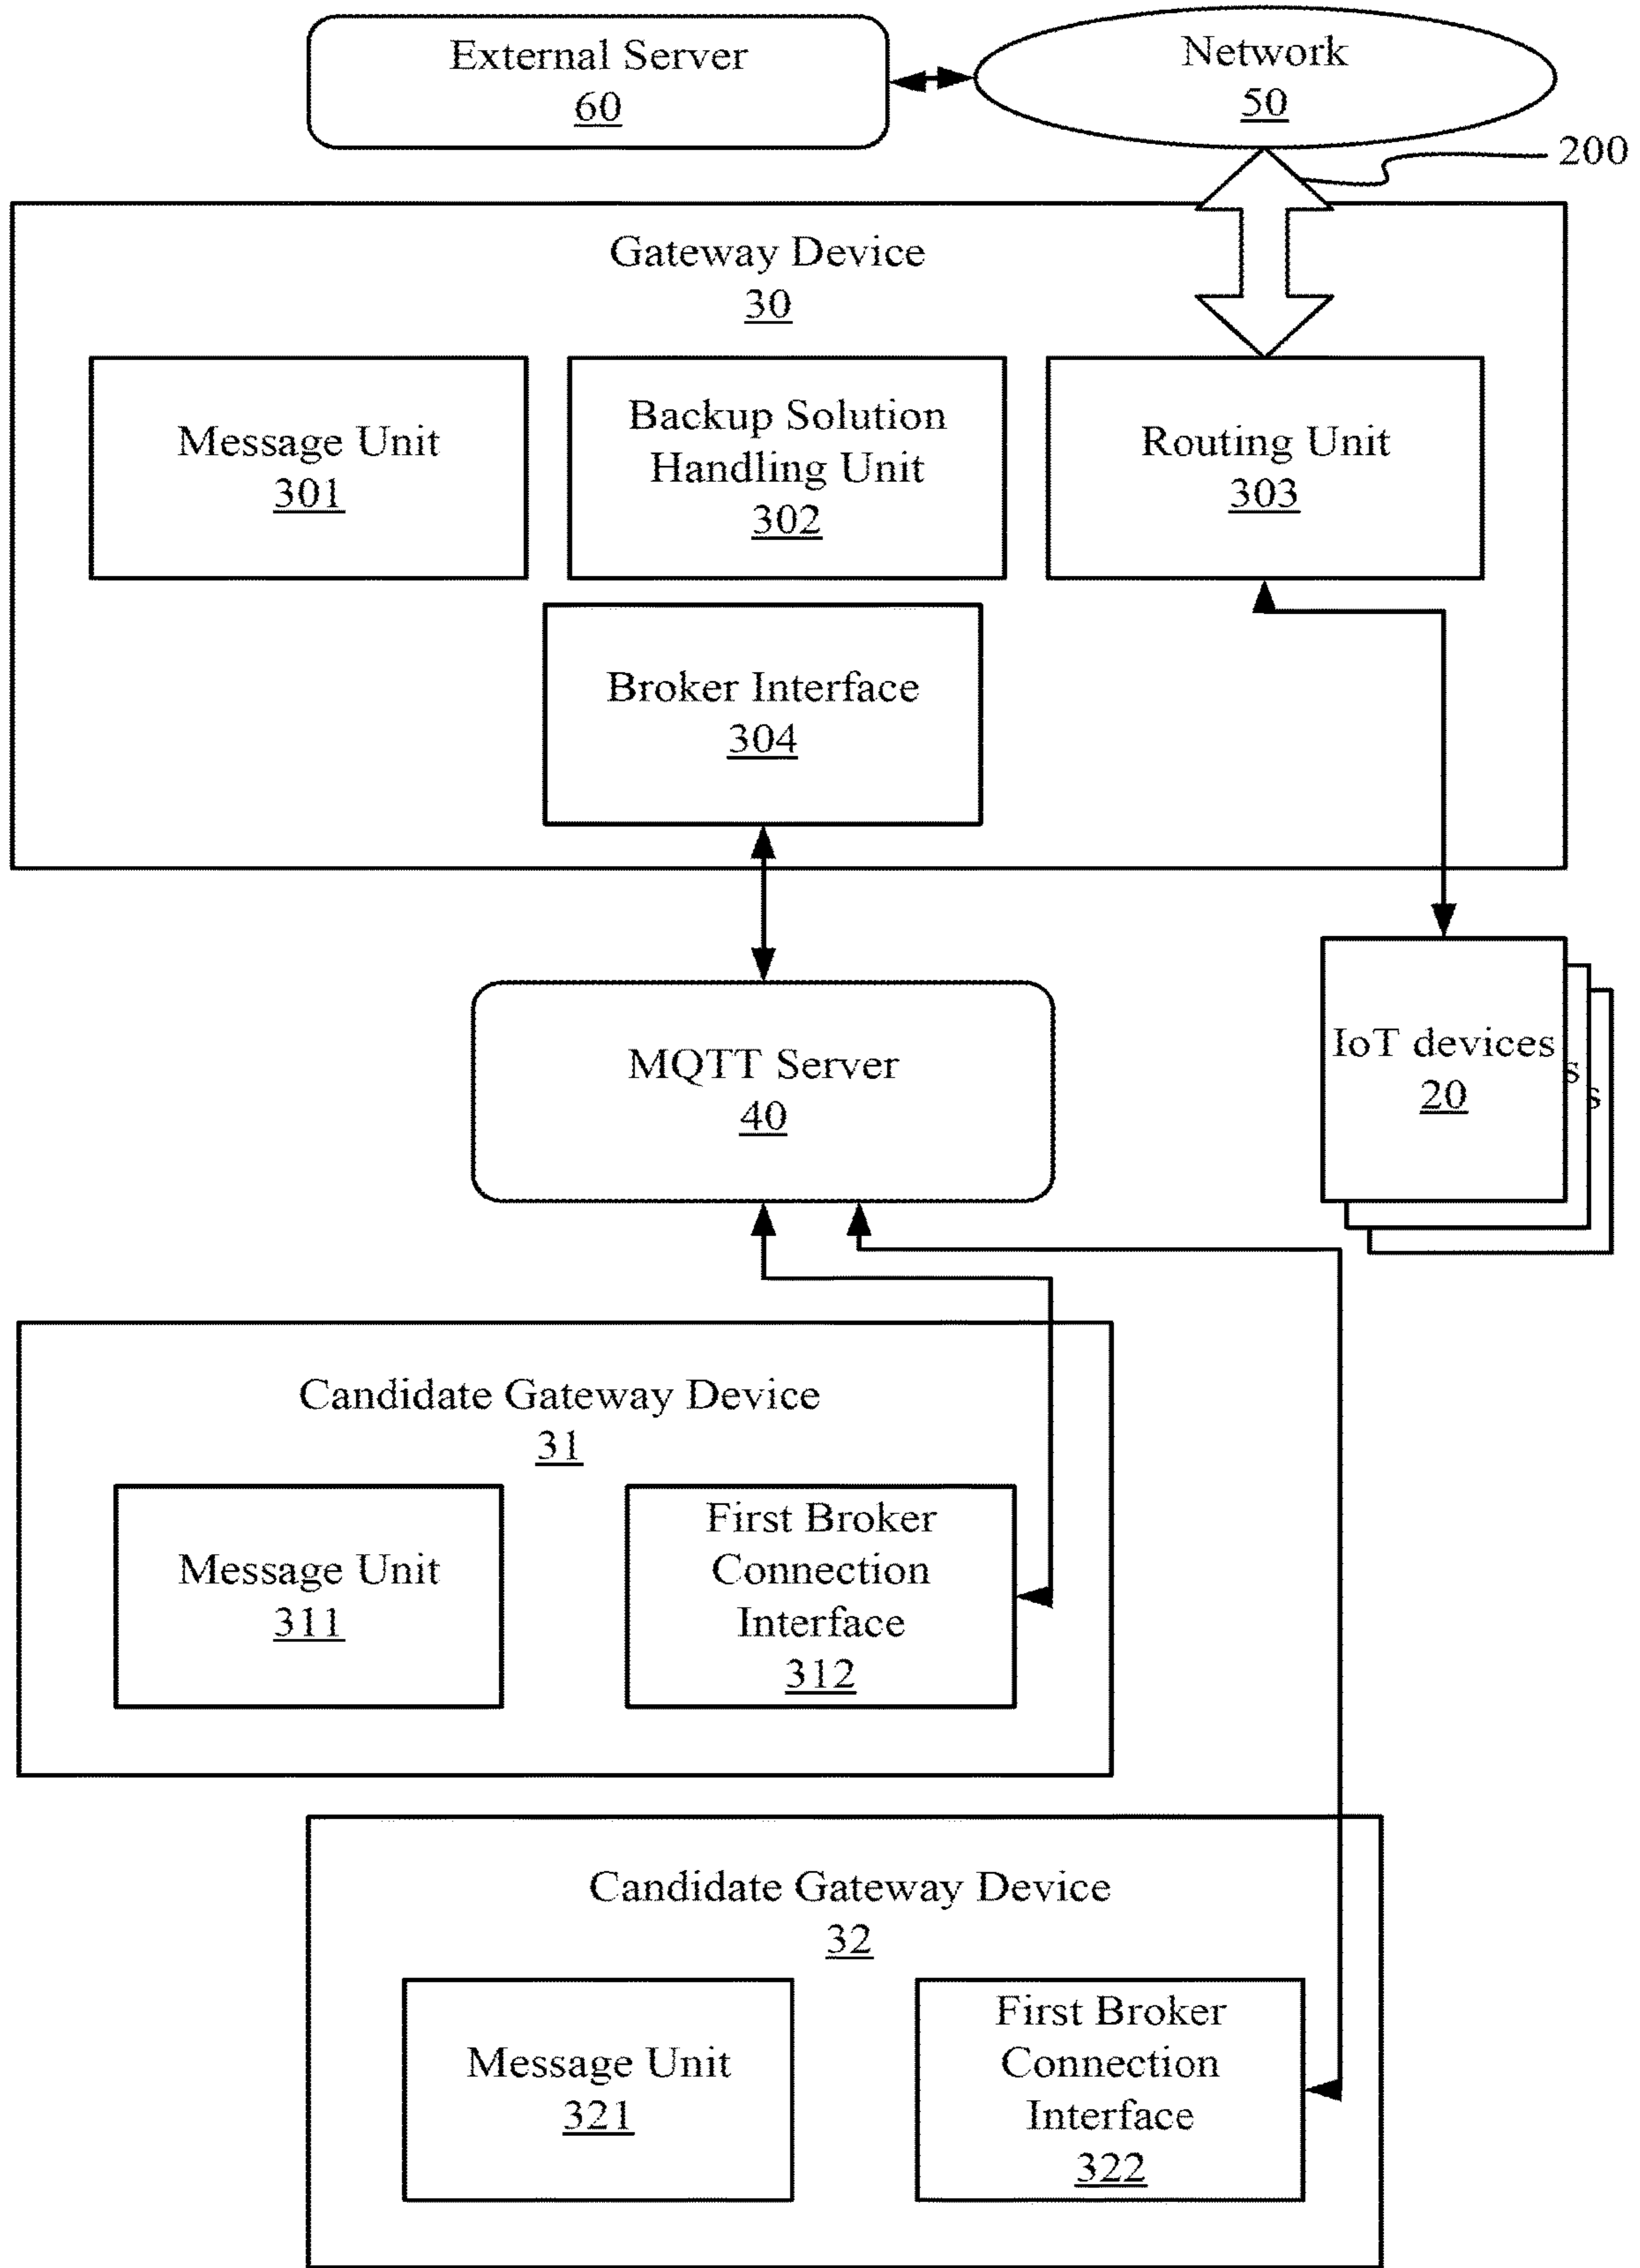 External Server
60
Network
50
200
Gateway Device
30
Message Unit
301
Backup Solution
Handling Unit
302
Routing Unit
303
Broker Interface
304
MQTT Server
40
IoT devices
20
s
s
Candidate Gateway Device
31
Message Unit
311
First Broker
Connection
Interface
312
Candidate Gateway Device
32
Message Unit
321
First Broker
Connection
Interface
322